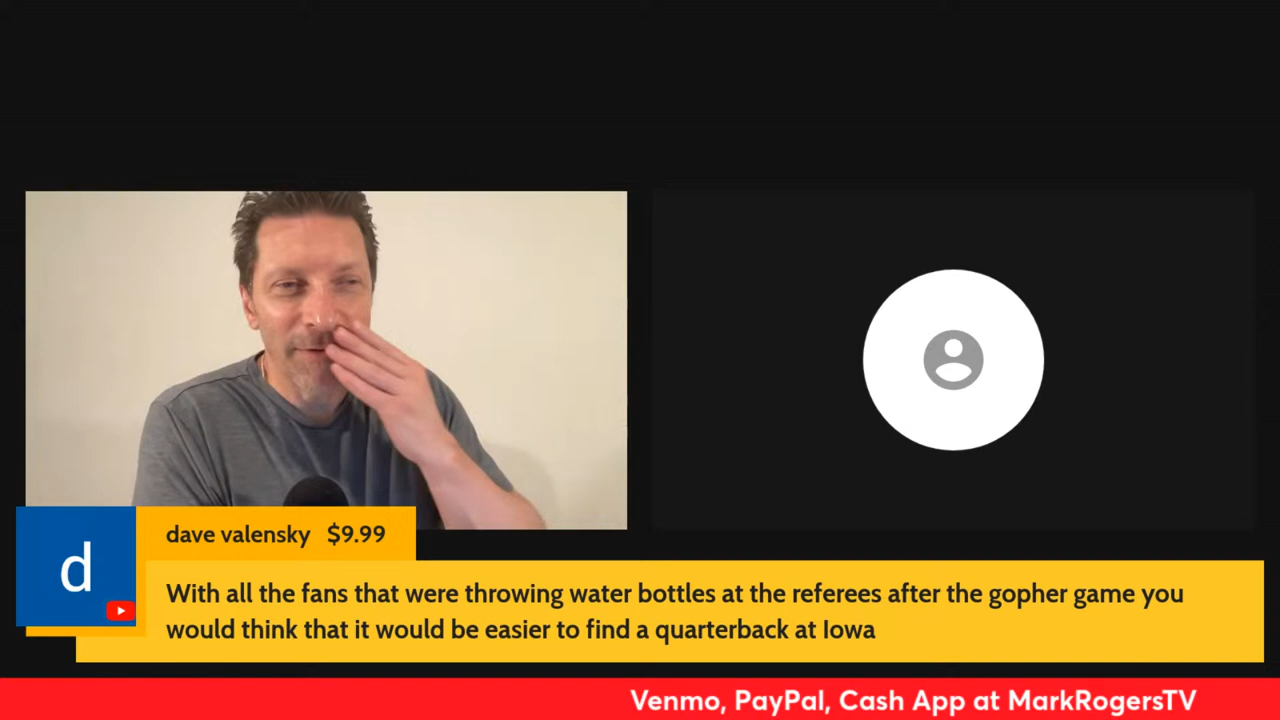 d
dave valensky $9.99
With all the fans that were throwing water bottles at the referees after the gopher game you
would think that it would be easier to find a quarterback at Iowa
Venmo, PayPal, Cash App at MarkRogersTV